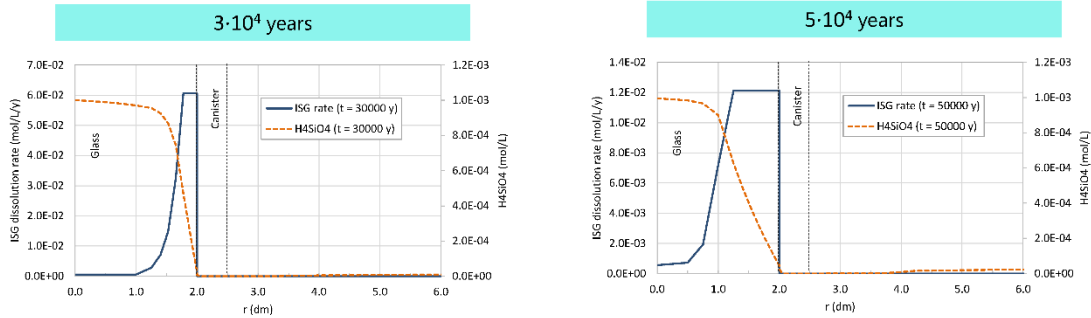 3·10⁴ years
7.0E-02
6.0E-02
5.0E-02
4.0E-02
3.0E-02
2.0E-02
1.0E-02
0.0E+00
ISG dissolution rate (mol/L/y)
Glass
Canister
ISG rate (t = 30000 y)
H4SiO4 (t = 30000 y)
1.2E-03
1.0E-03
8.0E-04
6.0E-04
4.0E-04
2.0E-04
0.0E+00
H4SiO4 (mol/L)
0.0 1.0 2.0 3.0 4.0 5.0 6.0
r (dm)
5·10⁴ years
1.4E-02
1.2E-02
1.0E-02
8.0E-03
6.0E-03
4.0E-03
2.0E-03
0.0E+00
ISG dissolution rate (mol/L/y)
Glass
Canister
ISG rate (t = 50000 y)
H4SiO4 (t = 50000 y)
1.2E-03
1.0E-03
8.0E-04
6.0E-04
4.0E-04
2.0E-04
0.0E+00
H4SiO4 (mol/L)
0.0 1.0 2.0 3.0 4.0 5.0 6.0
r (dm)